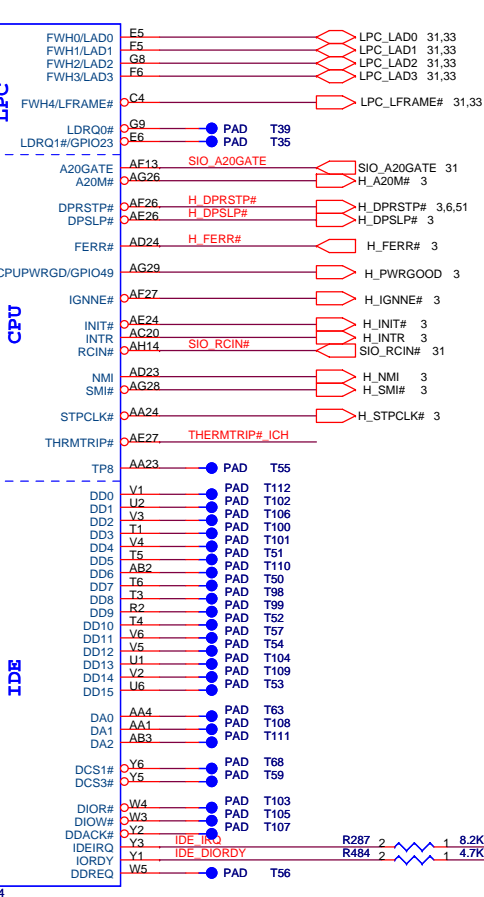 LPC
FWH0/LAD0 E5 LPC_LAD0 31,33
FWH1/LAD1 F5 LPC_LAD1 31,33
FWH2/LAD2 G8 LPC_LAD2 31,33
FWH3/LAD3 F6 LPC_LAD3 31,33
FWH4/LFRAME# C4 LPC_LFRAME# 31,33
LDRQ0# G9 PAD T39
LDRQ1#/GPIO23 E6 PAD T35
CPU
A20GATE AF13 SIO_A20GATE SIO_A20GATE 31
A20M# AG26 H_A20M# 3
DPRSTP# AF26 H_DPRSTP# H_DPRSTP# 3,6,51
DPSLP# AE26 H_DPSLP# H_DPSLP# 3
FERR# AD24 H_FERR# H_FERR# 3
CPUPWRGD/GPIO49 AG29 H_PWRGOOD 3
IGNNE# AF27 H_IGNNE# 3
INIT# AE24 H_INIT# 3
INTR AC20 H_INTR 3
RCIN# AH14 SIO_RCIN# SIO_RCIN# 31
NMI AD23 H_NMI 3
SMI# AG28 H_SMI# 3
STPCLK# AA24 H_STPCLK# 3
THRMTRIP# AE27 THERMTRIP#_ICH
TP8 AA23 PAD T55
IDE
DD0 V1 PAD T112
DD1 U2 PAD T102
DD2 V3 PAD T106
DD3 T1 PAD T100
DD4 V4 PAD T101
DD5 T5 PAD T51
DD6 AB2 PAD T110
DD7 T6 PAD T50
DD8 T3 PAD T98
DD9 R2 PAD T99
DD10 T4 PAD T52
DD11 V6 PAD T57
DD12 V5 PAD T54
DD13 U1 PAD T104
DD14 V2 PAD T109
DD15 U6 PAD T53
DA0 AA4 PAD T63
DA1 AA1 PAD T108
DA2 AB3 PAD T111
DCS1# Y6 PAD T68
DCS3# Y5 PAD T59
DIOR# W4 PAD T103
DIOW# W3 PAD T105
DDACK# Y2 PAD T107
IDEIRQ Y3 IDE_IRQ R287 2 1 8.2K
IORDY Y1 IDE_DIORDY R484 2 1 4.7K
DDREQ W5 PAD T56